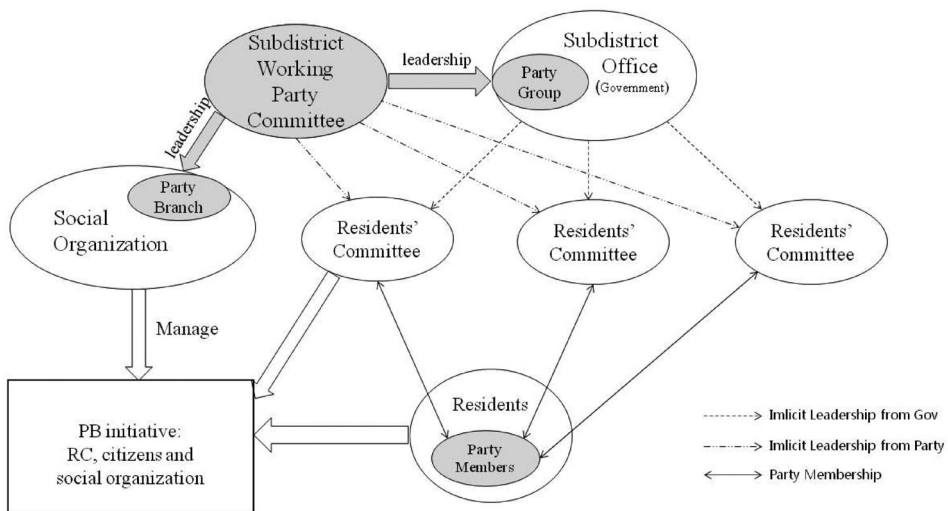 Subdistrict
Working
Party
Committee
leadership
Subdistrict
Office
(Government)
Party
Group
leadership
Party
Branch
Social
Organization
Residents'
Committee
Residents'
Committee
Residents'
Committee
Manage
PB initiative:
RC, citizens and
social organization
Residents
Party
Members
Imlicit Leadership from Gov
Imlicit Leadership from Party
Party Membership